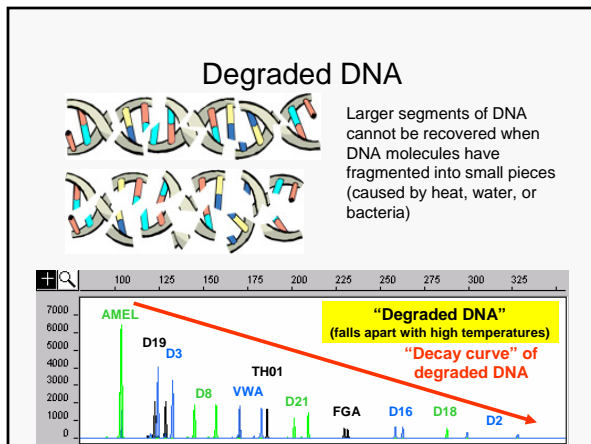 Degraded DNA
Larger segments of DNA
cannot be recovered when
DNA molecules have
fragmented into small pieces
(caused by heat, water, or
bacteria)
100 125 150 175 200 225 250 275 300 325
7000
6000
5000
4000
3000
2000
1000
0
AMEL
D19
D3
D8
VWA
TH01
D21
FGA
D16
D18
D2
“Degraded DNA”
(falls apart with high temperatures)
“Decay curve” of
degraded DNA